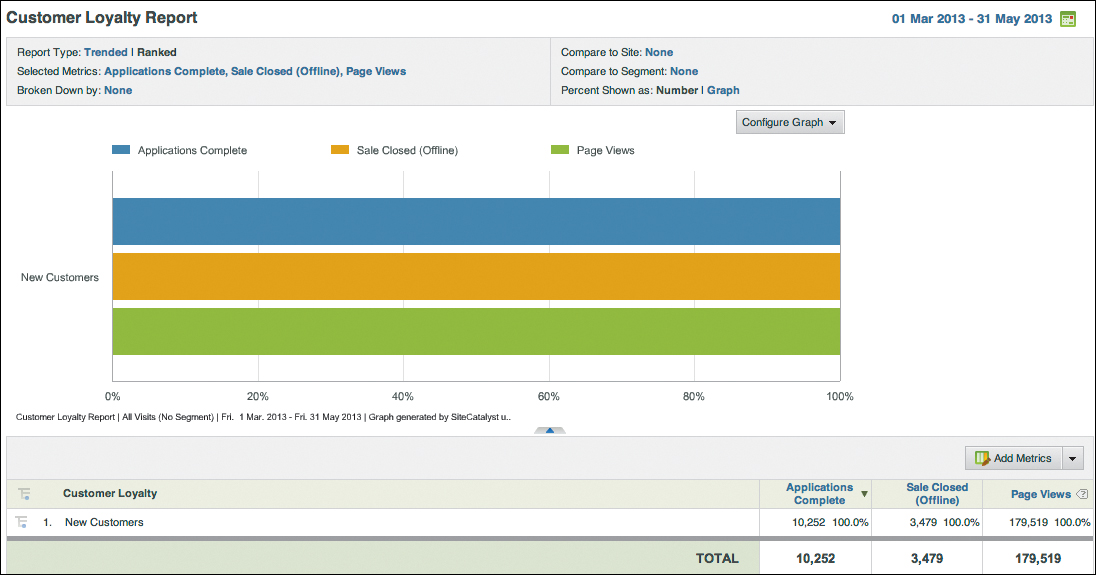 Customer Loyalty Report
01 Mar 2013 - 31 May 2013
Report Type: Trended | Ranked
Selected Metrics: Applications Complete, Sale Closed (Offline), Page Views
Broken Down by: None
Compare to Site: None
Compare to Segment: None
Percent Shown as: Number | Graph
Configure Graph
Applications Complete
Sale Closed (Offline)
Page Views
New Customers
0% 20% 40% 60% 80% 100%
Customer Loyalty Report | All Visits (No Segment) | Fri. 1 Mar. 2013 - Fri. 31 May 2013 | Graph generated by SiteCatalyst u..
Add Metrics
Customer Loyalty
Applications
Complete
Sale Closed
(Offline)
Page Views ?
1. New Customers 10,252 100.0% 3,479 100.0% 179,519 100.0%
TOTAL 10,252 3,479 179,519